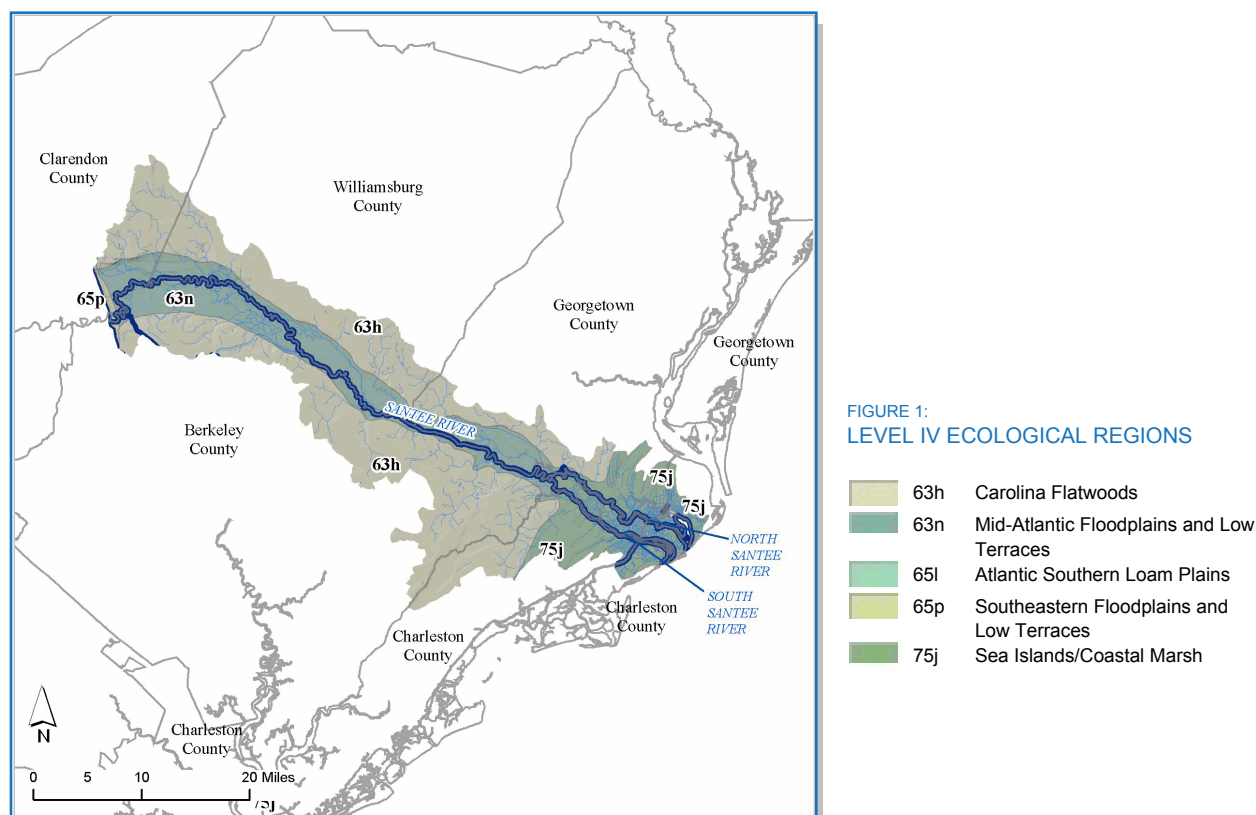 Clarendon
County
Williamsburg
County
65p
63n
63h
Georgetown
County
Georgetown
County
SANTEE RIVER
Berkeley
County
63h
75j
75j
75j
NORTH
SANTEE
RIVER
SOUTH
SANTEE
RIVER
Charleston
County
Charleston
County
Charleston
County
N
0 5 10 20 Miles
75j
FIGURE 1:
LEVEL IV ECOLOGICAL REGIONS
63h Carolina Flatwoods
63n Mid-Atlantic Floodplains and Low
Terraces
65l Atlantic Southern Loam Plains
65p Southeastern Floodplains and
Low Terraces
75j Sea Islands/Coastal Marsh